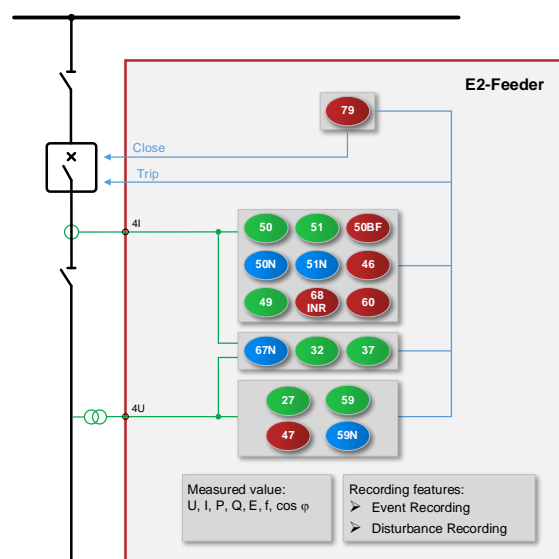 E2-Feeder
79
Close
Trip
4I
50 51 50BF
50N 51N 46
49 68 INR 60
67N 32 37
4U
27 59
47 59N
Measured value:
U, I, P, Q, E, f, cos φ
Recording features:
➢ Event Recording
➢ Disturbance Recording